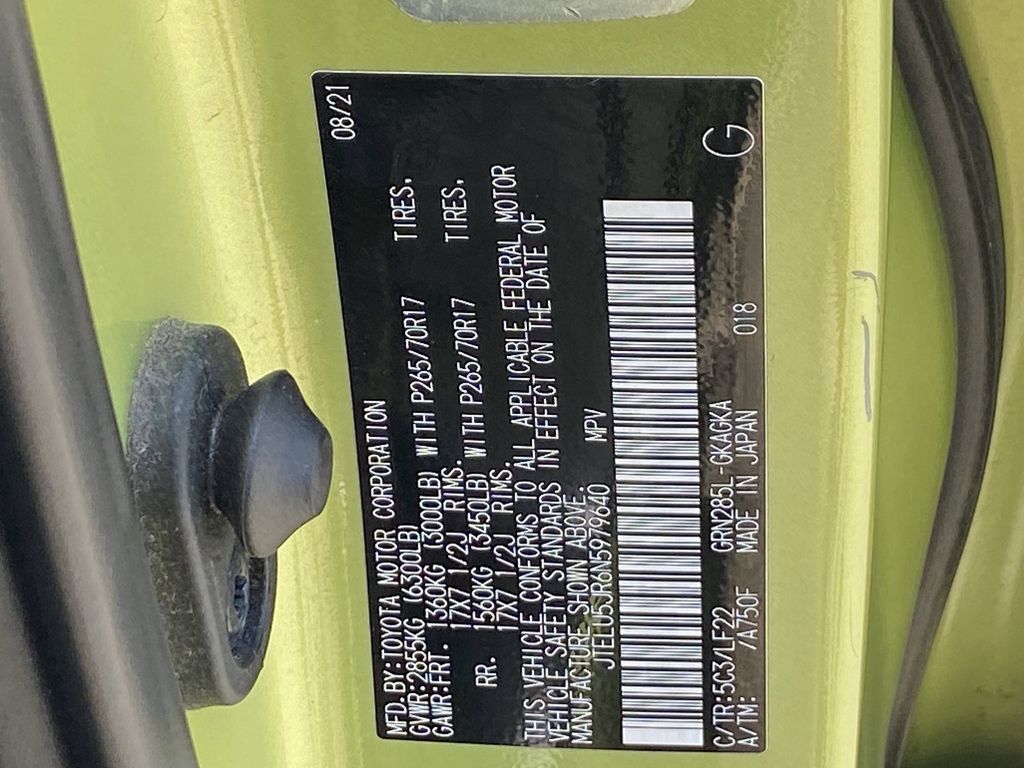 MFD.BY:TOYOTA MOTOR CORPORATION 08/21
GVWR:2855KG (6300LB)
GAWR:FRT. 1360KG (3000LB) WITH P265/70R17 TIRES.
17X7 1/2J RIMS.
RR. 1560KG (3450LB) WITH P265/70R17 TIRES.
17X7 1/2J RIMS.
THIS VEHICLE CONFORMS TO ALL APPLICABLE FEDERAL MOTOR
VEHICLE SAFETY STANDARDS IN EFFECT ON THE DATE OF
MANUFACTURE SHOWN ABOVE.
JTELU5JR6N5979640 MPV
C/TR:5C3/LF22 GRN285L-GKAGKA 018 G
A/TM: /A750F MADE IN JAPAN